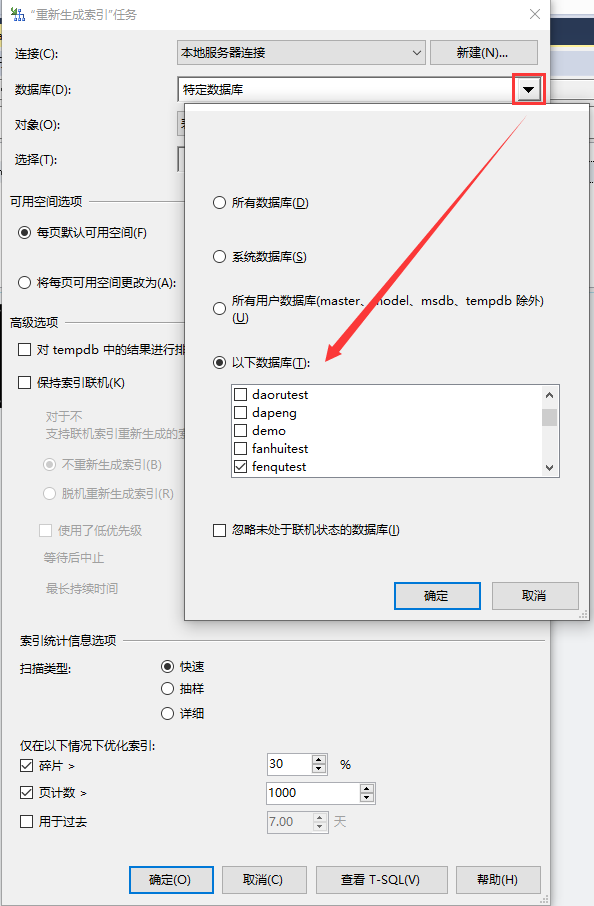 “重新生成索引”任务
连接(C):
本地服务器连接
新建(N)...
数据库(D):
特定数据库
对象(O):
选择(T):
所有数据库(D)
系统数据库(S)
所有用户数据库(master、model、msdb、tempdb 除外)
(U)
以下数据库(T):
daorutest
dapeng
demo
fanhuitest
fenqutest
忽略未处于联机状态的数据库(I)
确定
取消
可用空间选项
每页默认可用空间(F)
将每页可用空间更改为(A):
高级选项
对 tempdb 中的结果进行排
保持索引联机(K)
对于不
支持联机索引重新生成的
不重新生成索引(B)
脱机重新生成索引(R)
使用了低优先级
等待后中止
最长持续时间
索引统计信息选项
扫描类型:
快速
抽样
详细
仅在以下情况下优化索引:
碎片 >
30
%
页计数 >
1000
用于过去
7.00
天
确定(O)
取消(C)
查看 T-SQL(V)
帮助(H)